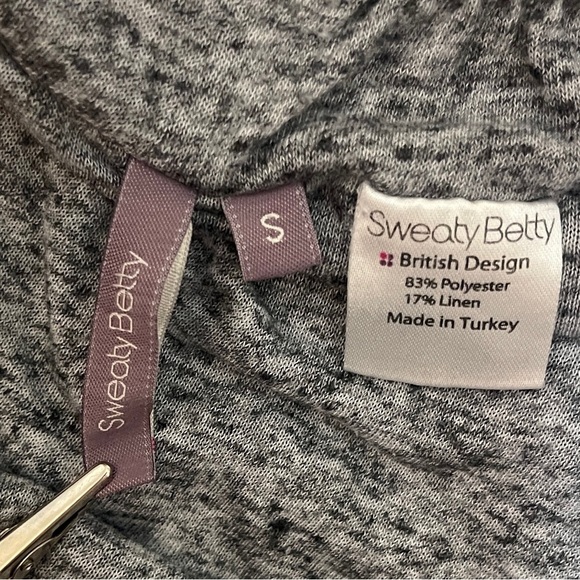 Sweaty Betty
S
Sweaty Betty
British Design
83% Polyester
17% Linen
Made in Turkey